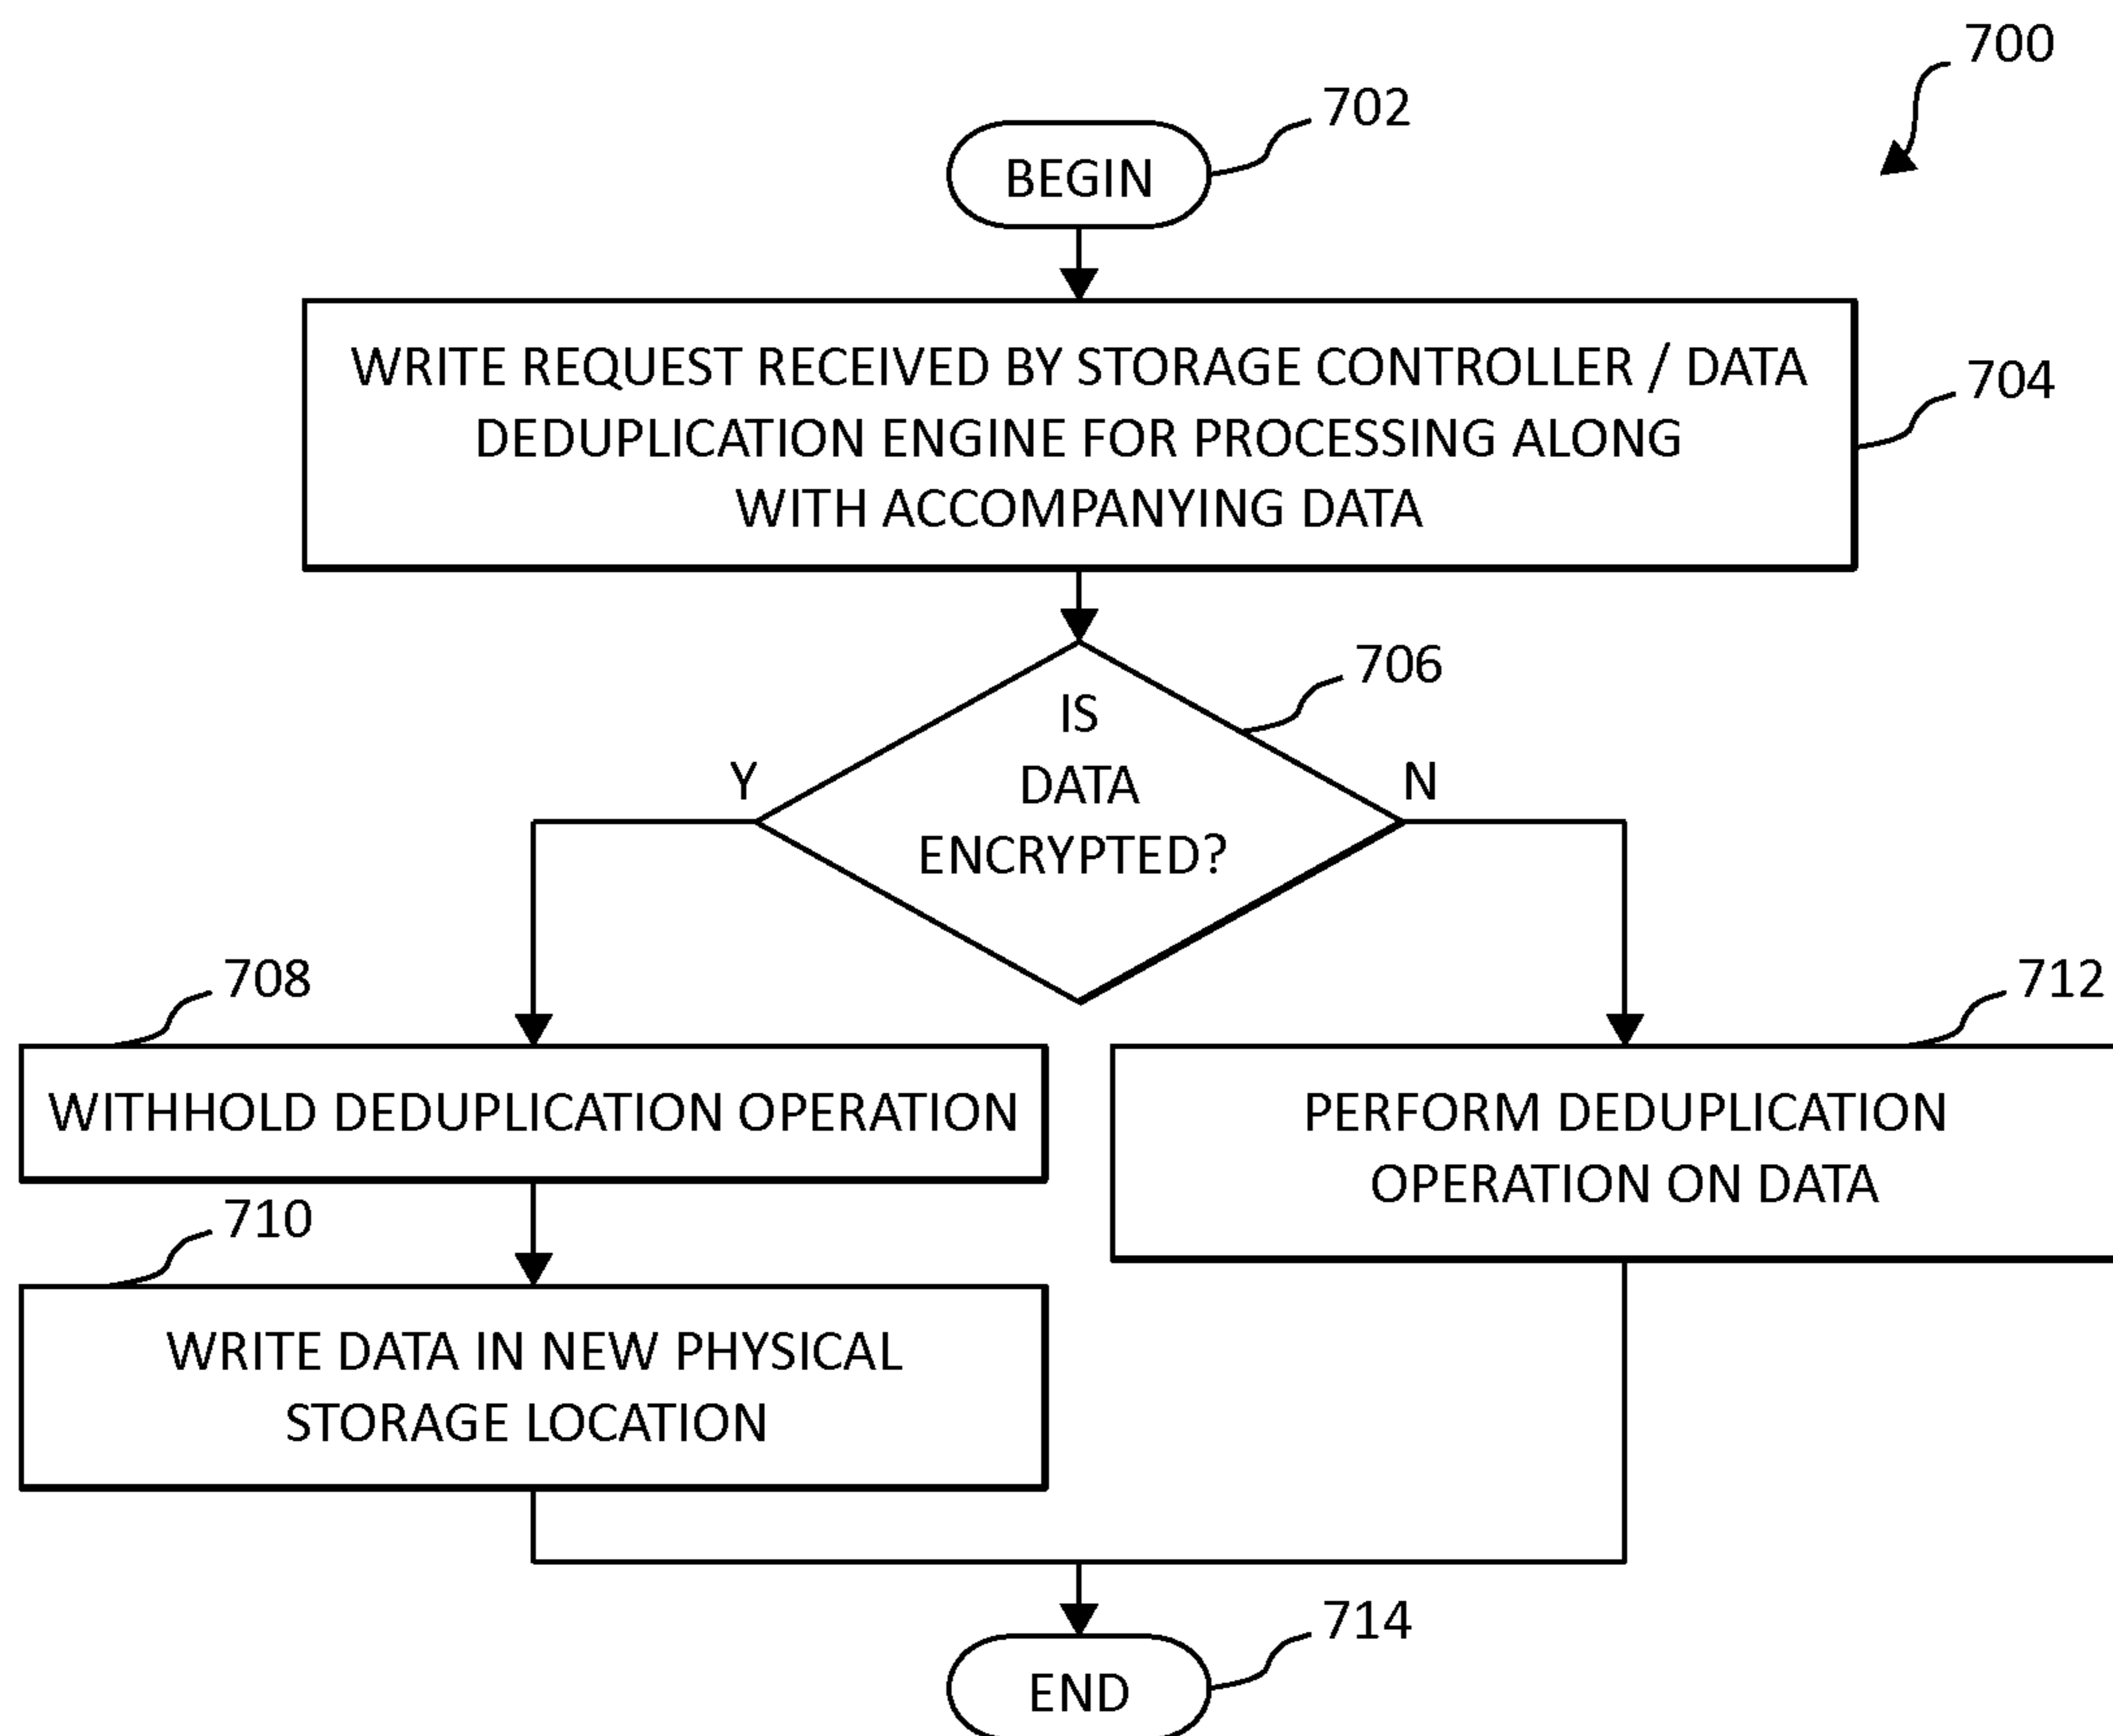 700
702
BEGIN
WRITE REQUEST RECEIVED BY STORAGE CONTROLLER / DATA
DEDUPLICATION ENGINE FOR PROCESSING ALONG
WITH ACCOMPANYING DATA
704
706
IS
DATA
ENCRYPTED?
Y
N
708
WITHHOLD DEDUPLICATION OPERATION
710
WRITE DATA IN NEW PHYSICAL
STORAGE LOCATION
712
PERFORM DEDUPLICATION
OPERATION ON DATA
714
END